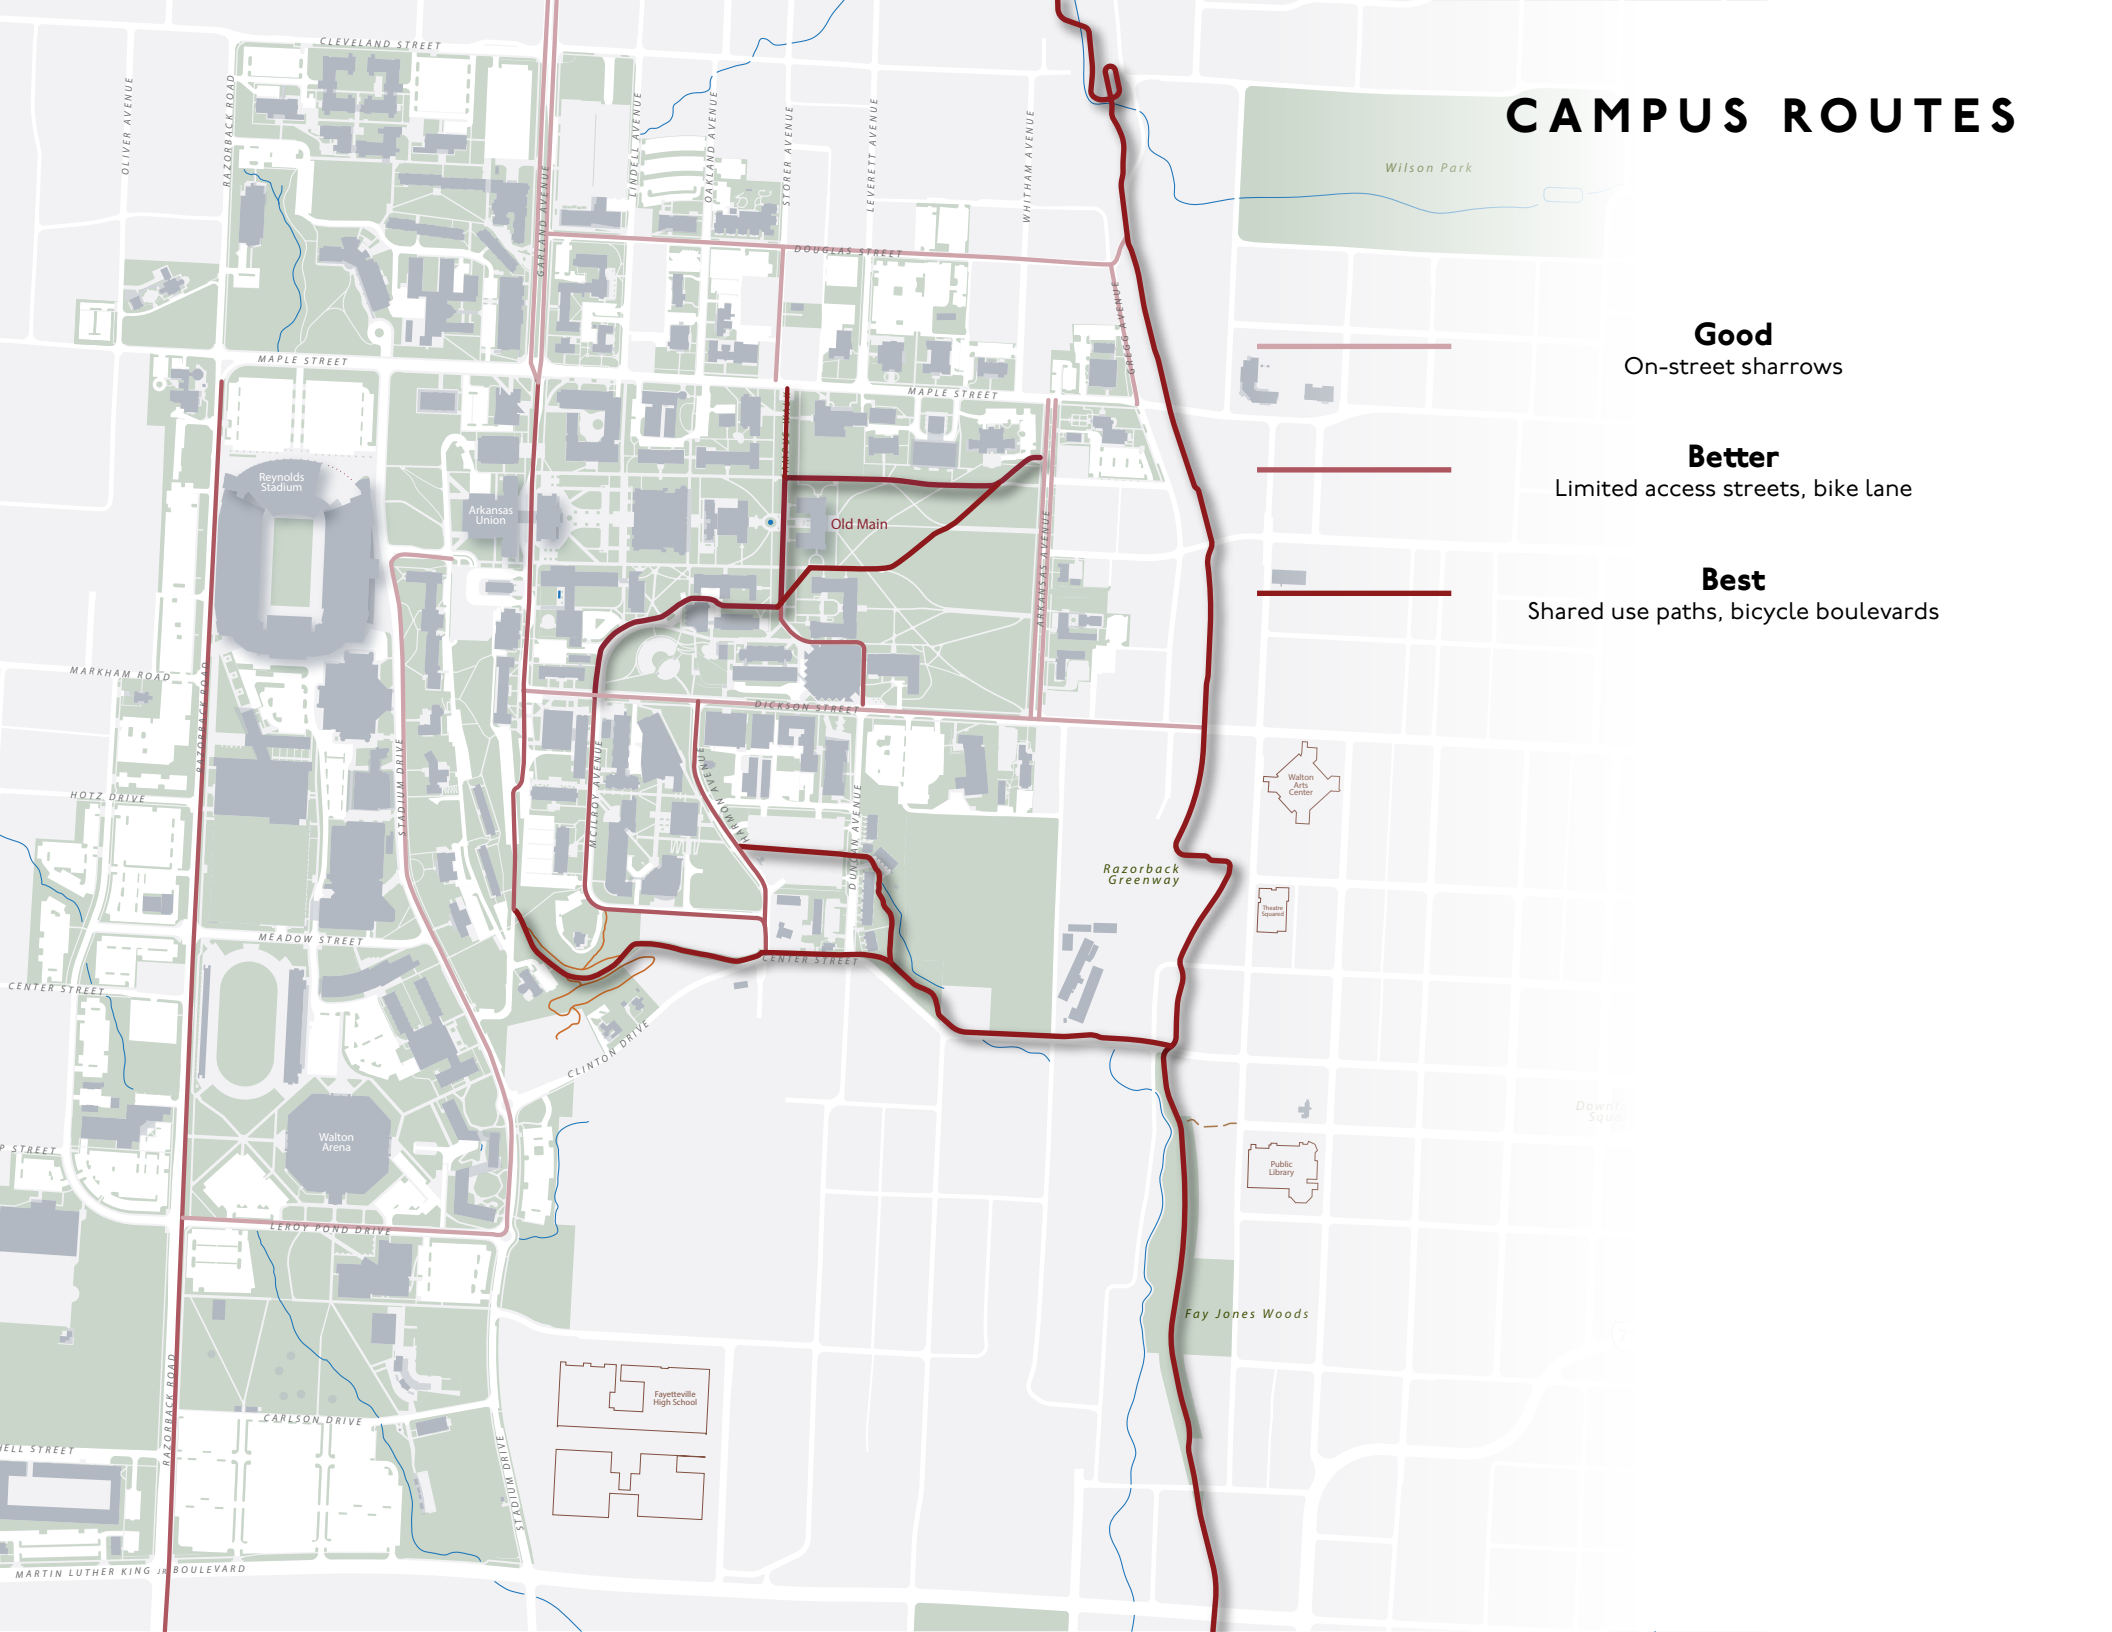 CAMPUS ROUTES
Good
On-street sharrows
Better
Limited access streets, bike lane
Best
Shared use paths, bicycle boulevards
CLEVELAND STREET
OLIVER AVENUE
RAZORBACK ROAD
GARLAND AVENUE
LINDELL AVENUE
OAKLAND AVENUE
STORER AVENUE
LEVERETT AVENUE
WHITHAM AVENUE
Wilson Park
DOUGLAS STREET
GREGG AVENUE
MAPLE STREET
MAPLE STREET
Reynolds
Stadium
Arkansas
Union
Old Main
ARKANSAS AVENUE
MARKHAM ROAD
RAZORBACK ROAD
DICKSON STREET
HOTZ DRIVE
STADIUM DRIVE
MCILROY AVENUE
HARMON AVENUE
DUNCAN AVENUE
Walton
Arts
Center
Razorback
Greenway
Theatre
Squared
MEADOW STREET
CENTER STREET
CENTER STREET
CLINTON DRIVE
Walton
Arena
P STREET
Public
Library
LEROY POND DRIVE
Fay Jones Woods
Fayetteville
High School
RAZORBACK ROAD
CARLSON DRIVE
STADIUM DRIVE
MARTIN LUTHER KING JR BOULEVARD